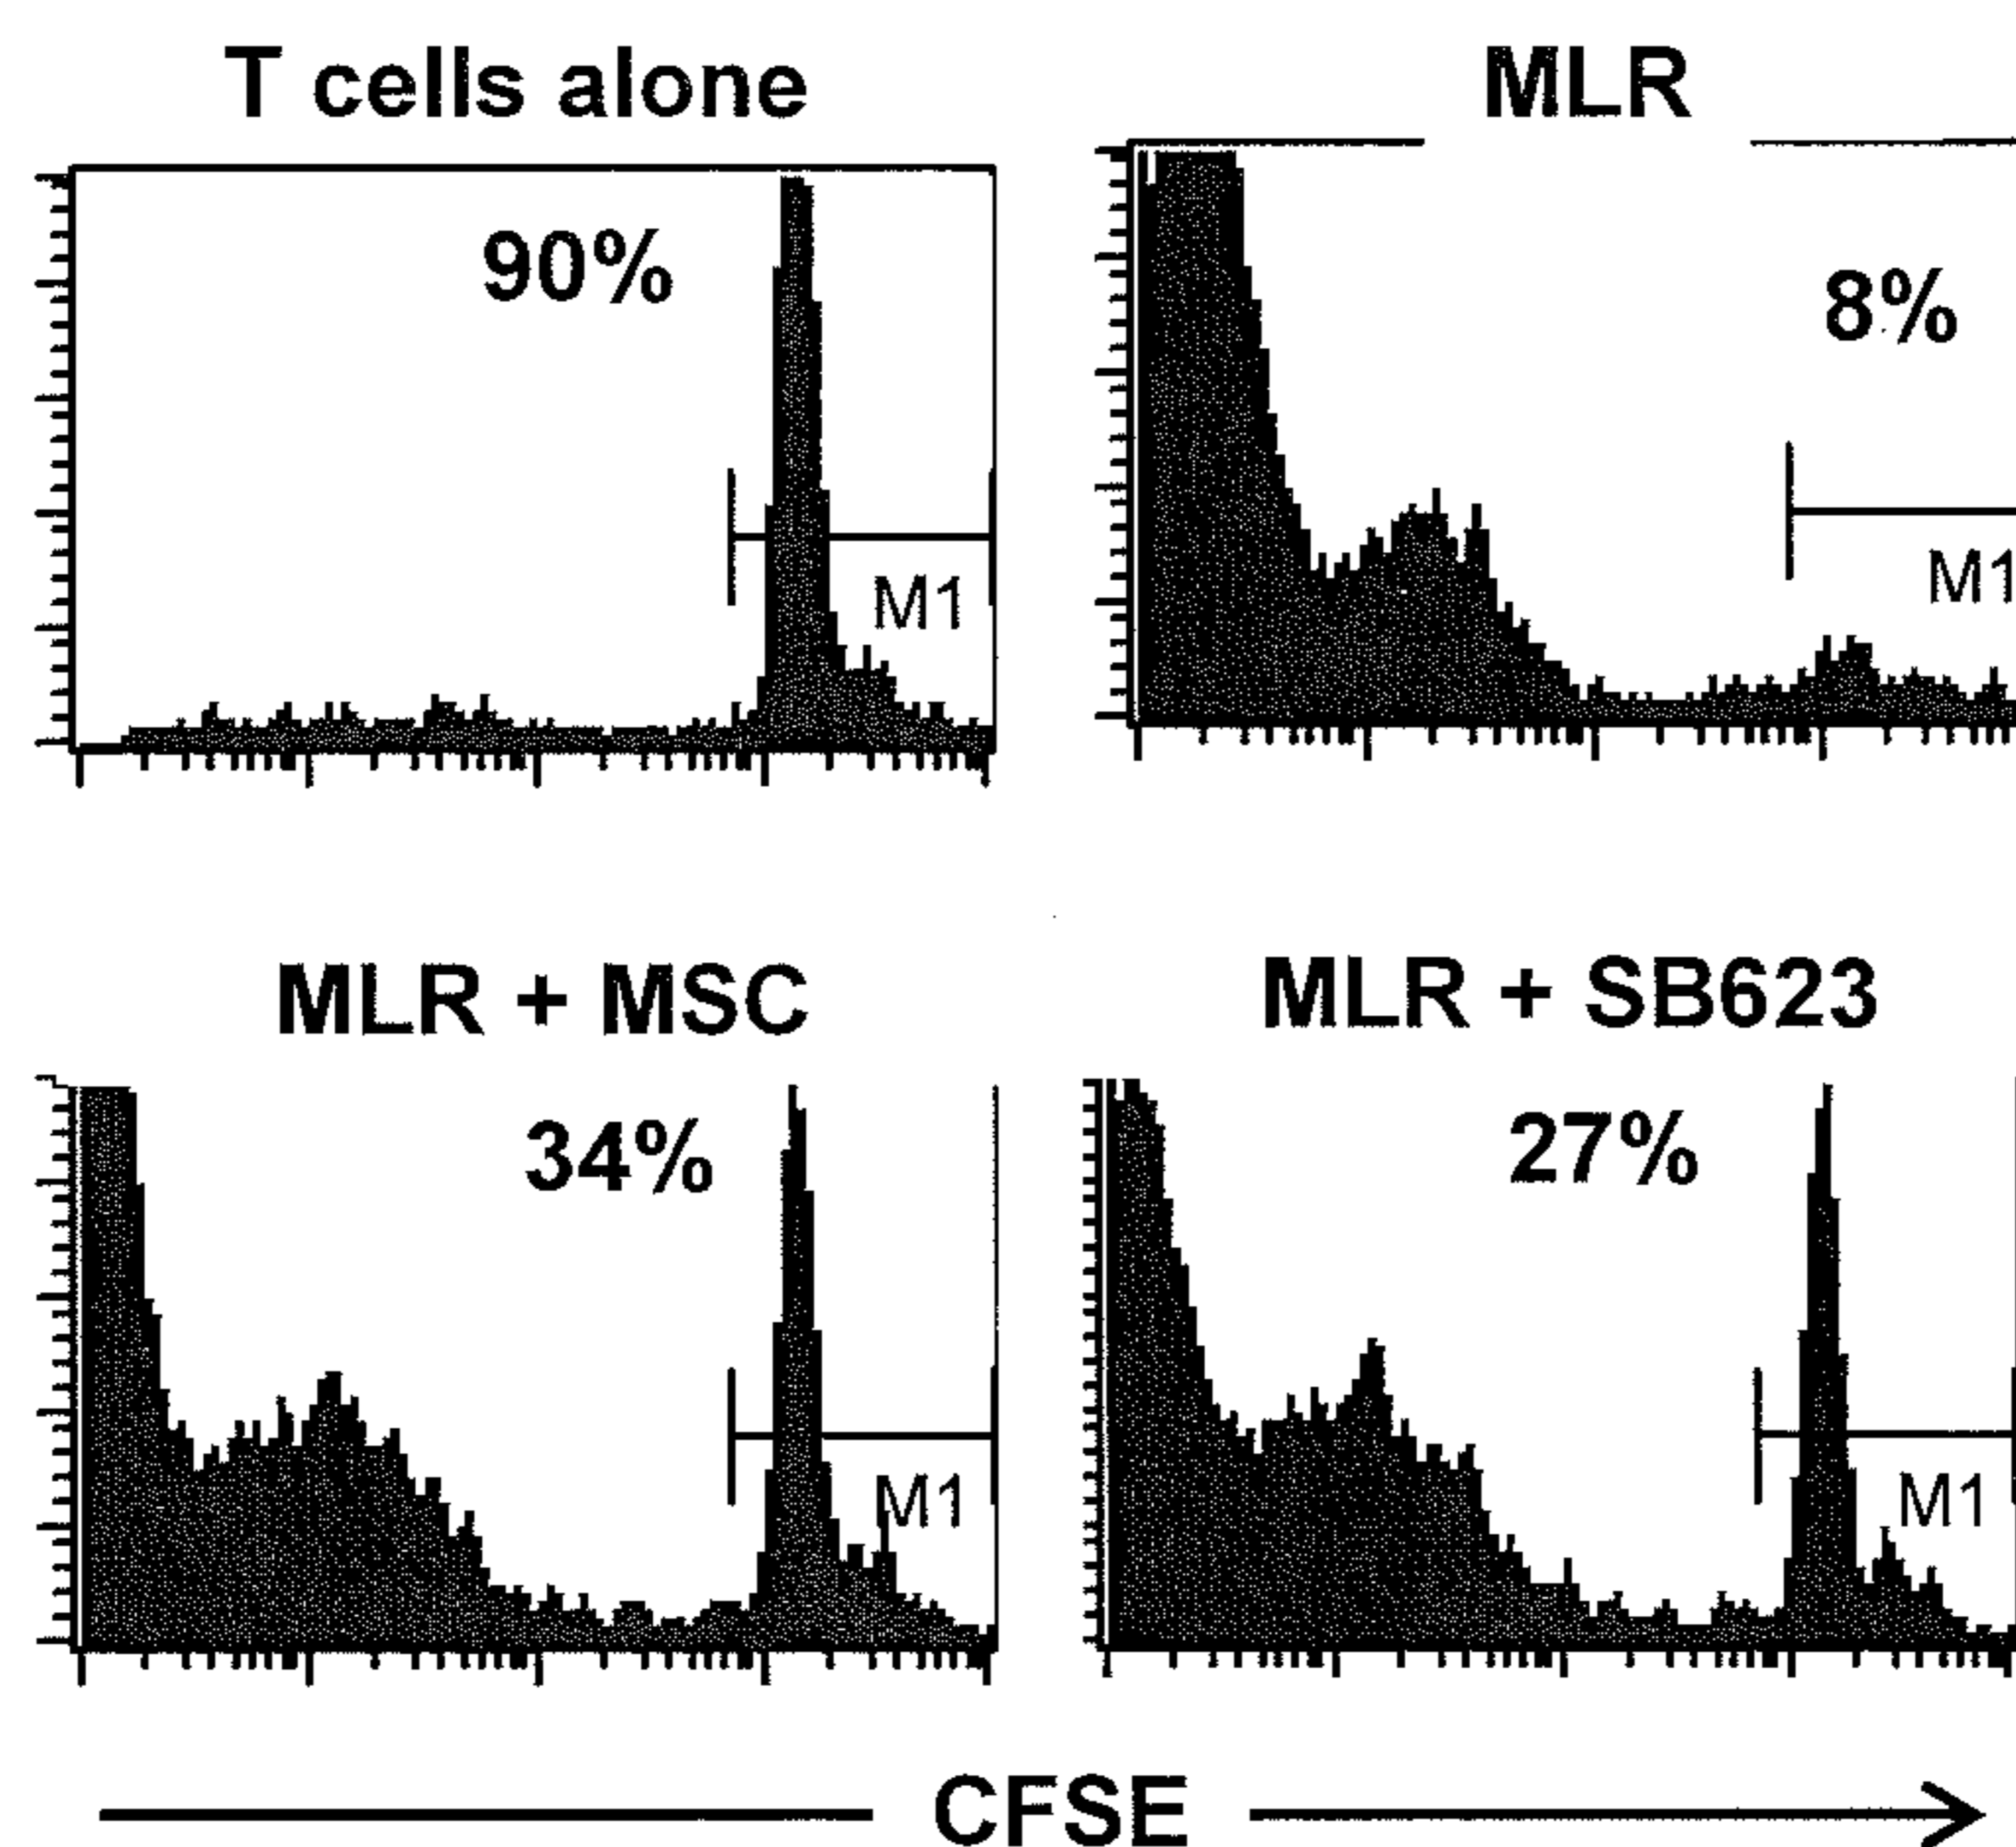 T cells alone
90%
M1
MLR
8%
M1
MLR + MSC
34%
M1
MLR + SB623
27%
M1
CFSE